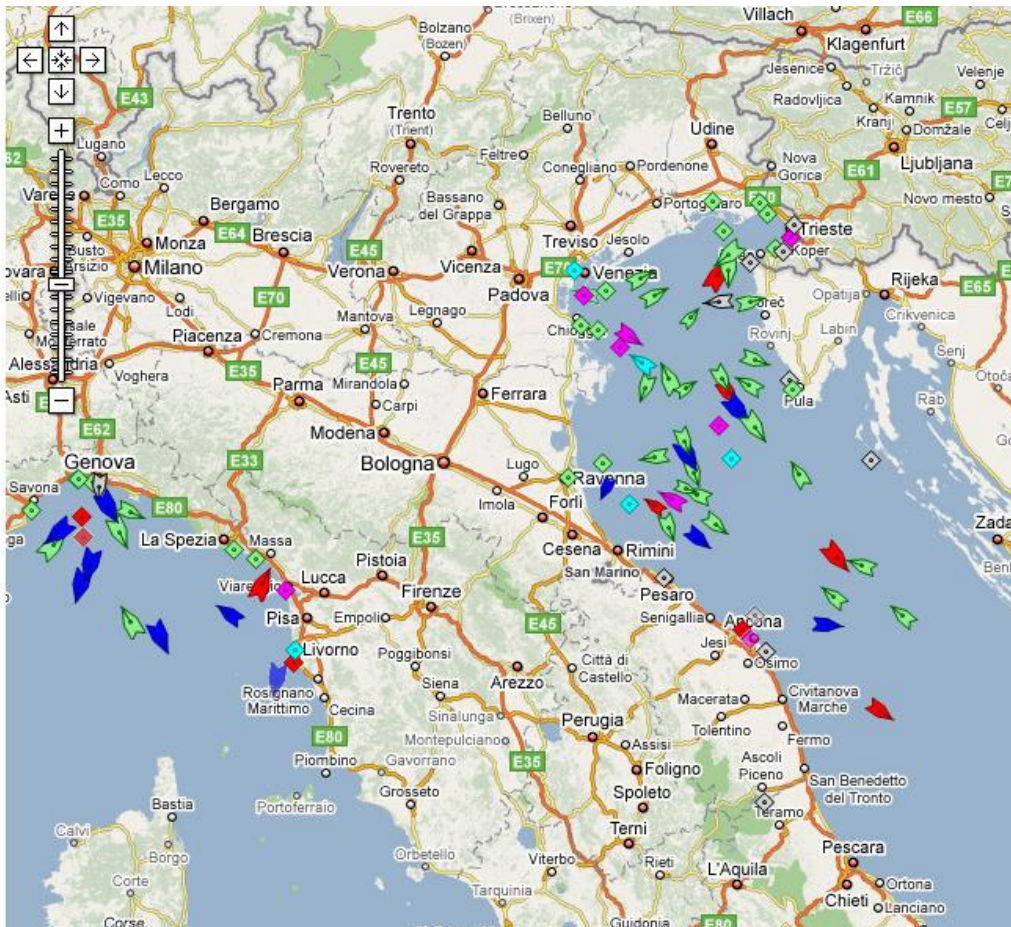 Bolzano
(Bozen)
(Brixen)
Villach
E66
Klagenfurt
Jesenice
Tržič
Velenje
Radovljica
Kamnik
E57
Kranj
Domžale
Ljubljana
E43
Lugano
Trento
(Trient)
Belluno
Udine
Feltre
Conegliano
Pordenone
Nova
Gorica
E61
Novo mesto
Rovereto
Bassano
del Grappa
Portogruaro
E70
Lecco
Como
E35
Bergamo
E64
Brescia
E45
Treviso
Jesolo
Trieste
Koper
Busto
Monza
Milano
Verona
Vicenza
Padova
E70
Venezia
Rijeka
E65
Opatija
Crikvenica
Vigevano
Lodi
E70
Legnago
Mantova
Cremona
Piacenza
Rovinj
Labin
Senj
Voghera
E35
E45
Asti
Parma
Mirandola
Carpi
Ferrara
Pula
Rab
E62
Modena
Genova
E33
Bologna
Lugo
Ravenna
Savona
E80
Imola
Forlì
Cesena
Rimini
La Spezia
Massa
Pistoia
E35
San Marino
Pesaro
Lucca
Firenze
Senigallia
Ancona
Pisa
Empoli
E45
Jesi
Osimo
Livorno
Poggibonsi
Arezzo
Città di
Castello
Rosignano
Marittimo
Siena
Macerata
Civitanova
Marche
Cecina
Sinalunga
Perugia
Tolentino
Fermo
E80
Montepulciano
Assisi
Piombino
Gavorrano
E35
Foligno
Ascoli
Piceno
San Benedetto
del Tronto
Portoferraio
Grosseto
Spoleto
Teramo
Bastia
Terni
Calvi
Borgo
Orbetello
Viterbo
Rieti
L'Aquila
Pescara
Chieti
Ortona
Lanciano
Corte
Tarquinia
Corse
Guidonia
E80